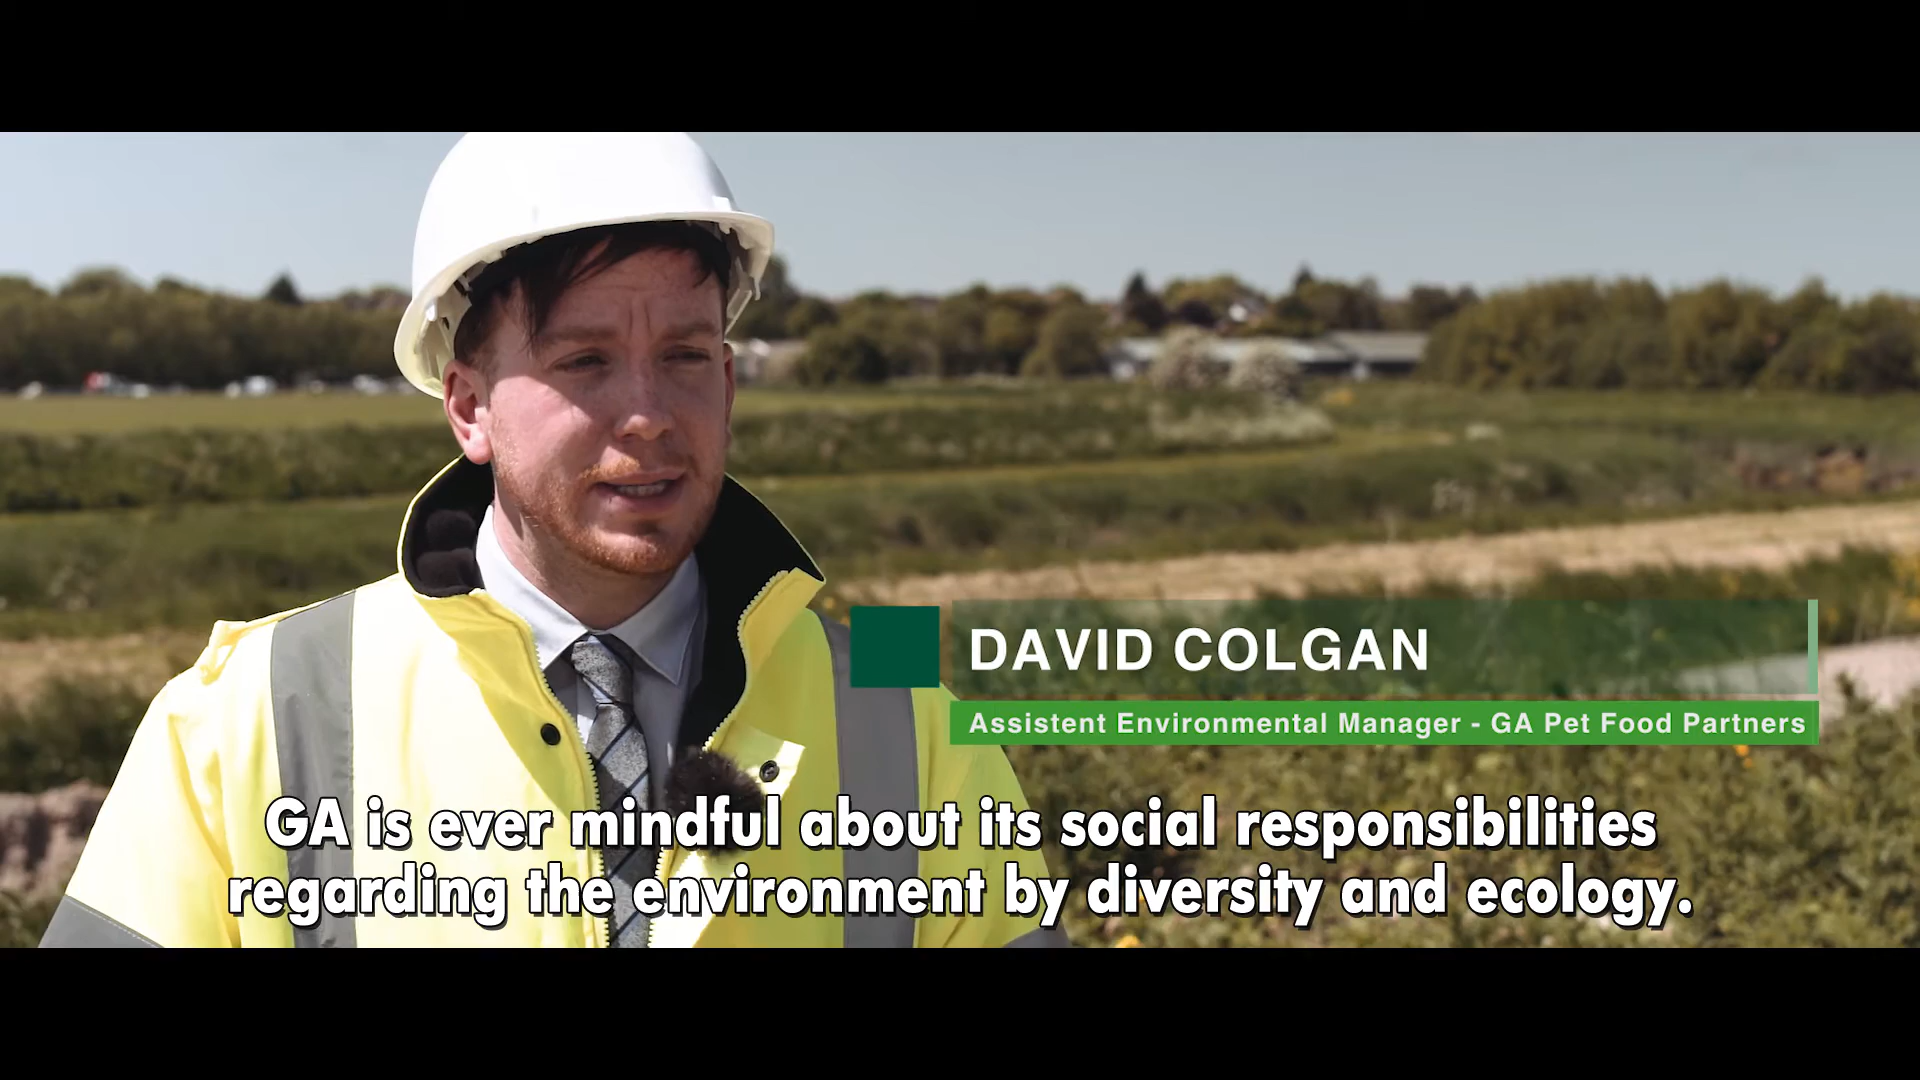 DAVID COLGAN
Assistent Environmental Manager - GA Pet Food Partners
GA is ever mindful about its social responsibilities
regarding the environment by diversity and ecology.